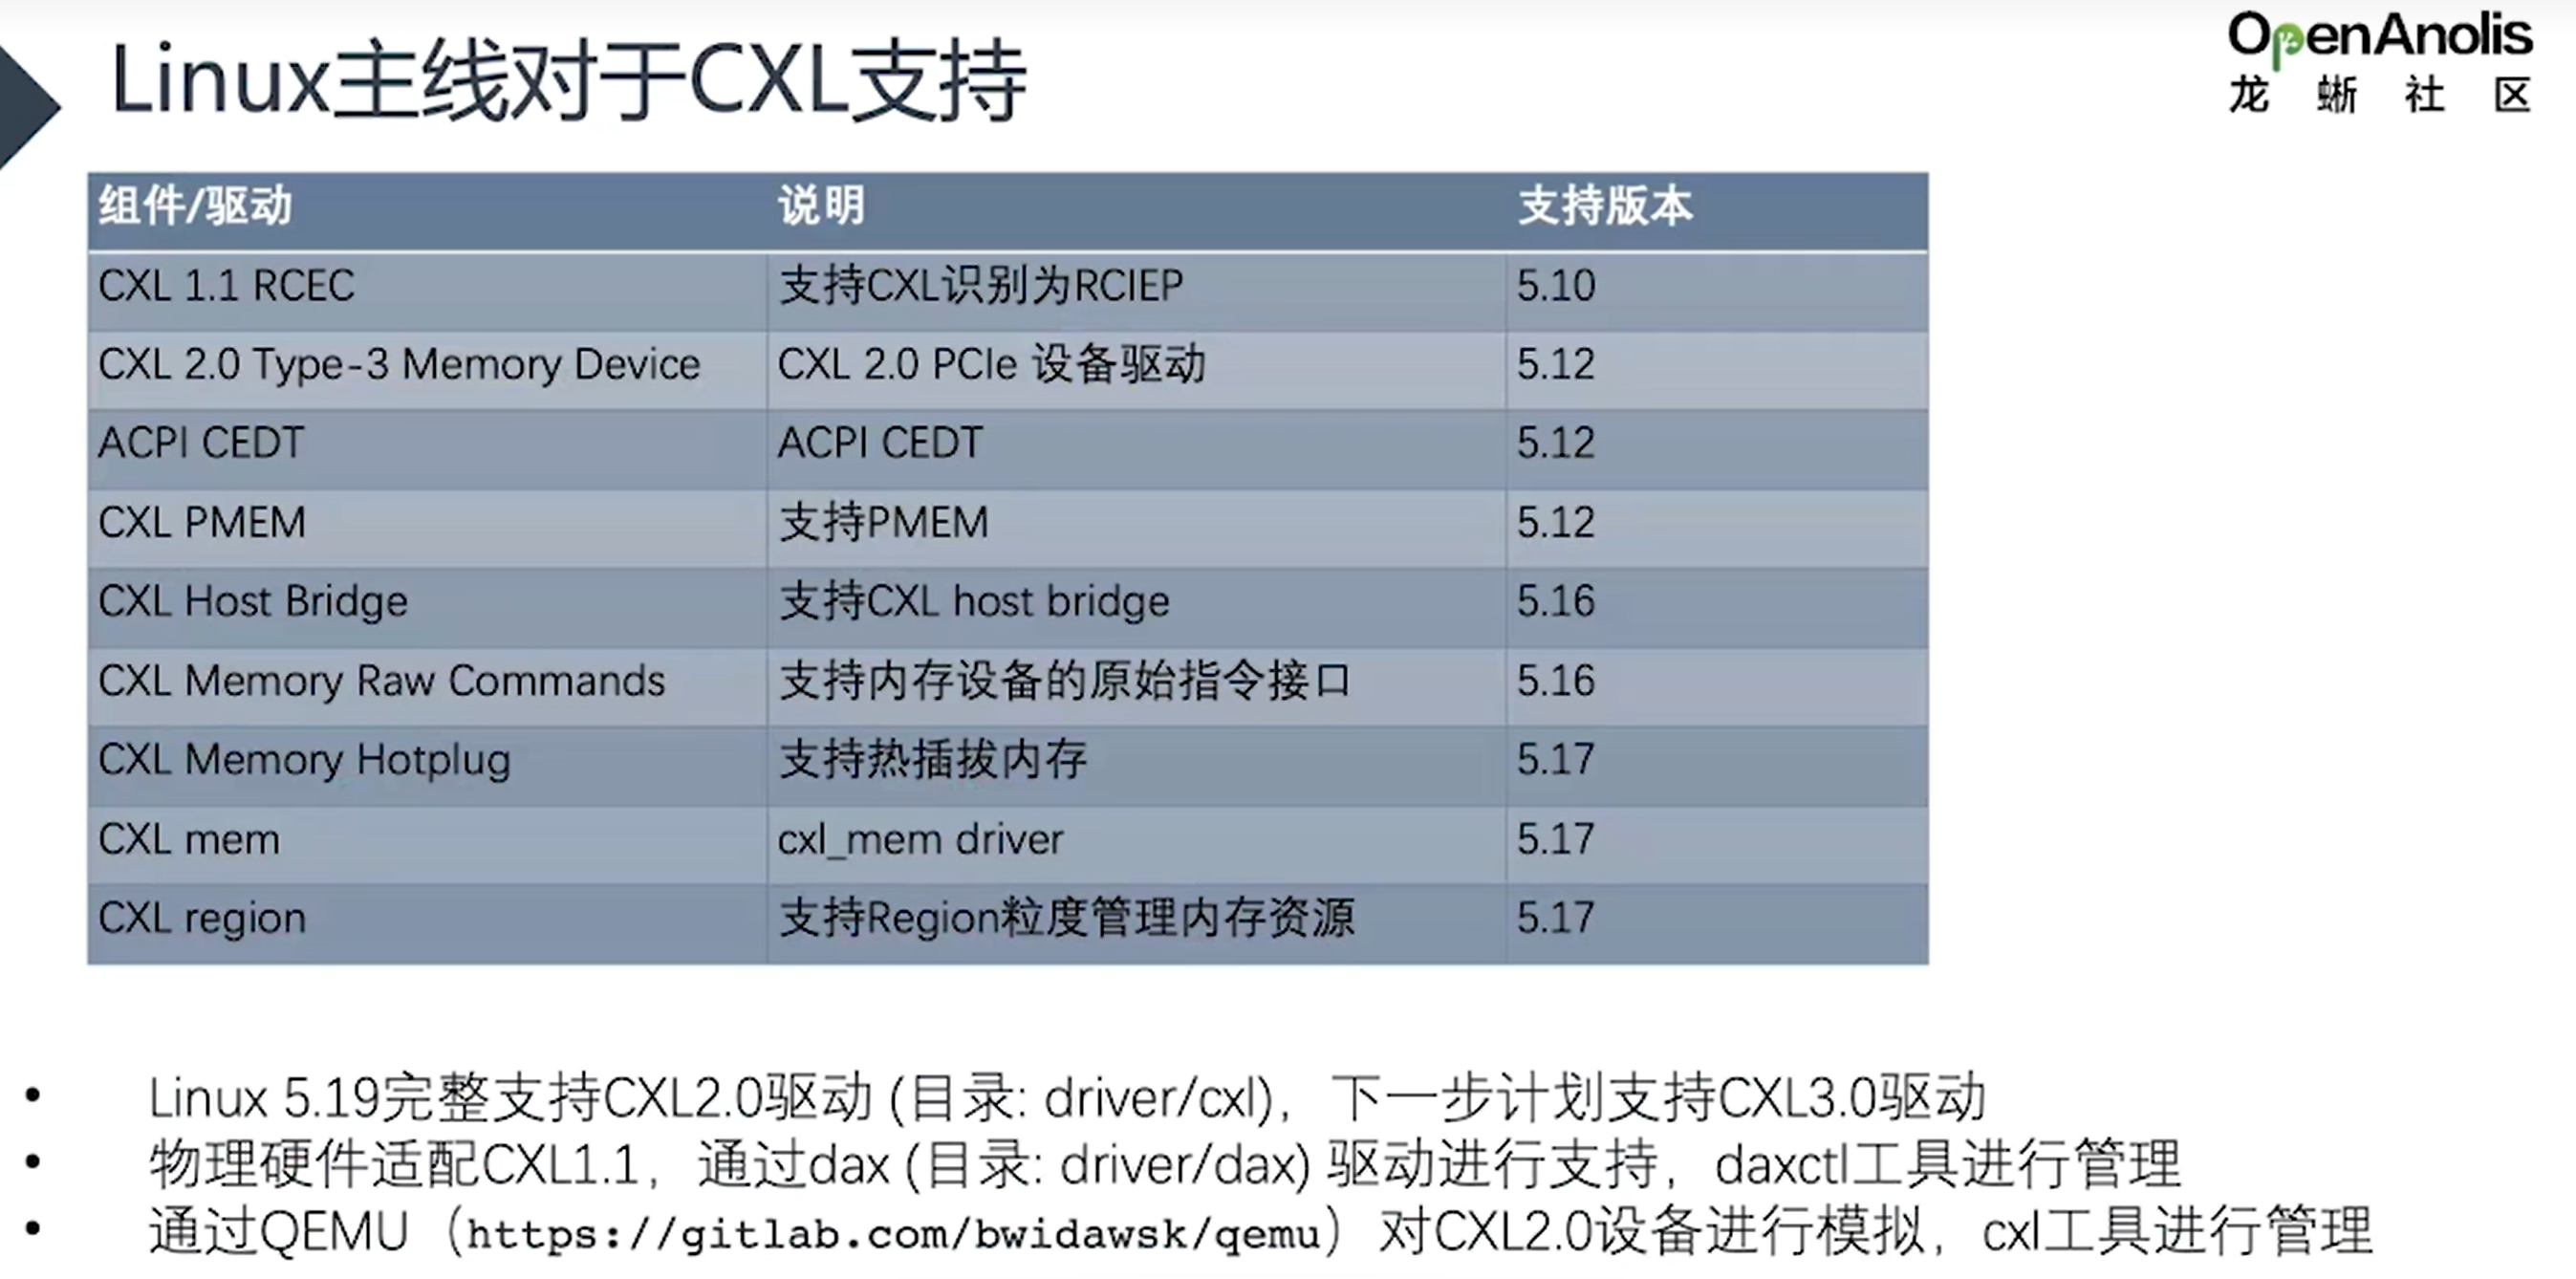 Linux主线对于CXL支持
OpenAnolis
龙蜥社区
组件/驱动 说明 支持版本
CXL 1.1 RCEC 支持CXL识别为RCIEP 5.10
CXL 2.0 Type-3 Memory Device CXL 2.0 PCIe 设备驱动 5.12
ACPI CEDT ACPI CEDT 5.12
CXL PMEM 支持PMEM 5.12
CXL Host Bridge 支持CXL host bridge 5.16
CXL Memory Raw Commands 支持内存设备的原始指令接口 5.16
CXL Memory Hotplug 支持热插拔内存 5.17
CXL mem cxl_mem driver 5.17
CXL region 支持Region粒度管理内存资源 5.17
• Linux 5.19完整支持CXL2.0驱动 (目录: driver/cxl)，下一步计划支持CXL3.0驱动
• 物理硬件适配CXL1.1，通过dax (目录: driver/dax) 驱动进行支持，daxctl工具进行管理
• 通过QEMU（https://gitlab.com/bwidawsk/qemu）对CXL2.0设备进行模拟，cxl工具进行管理